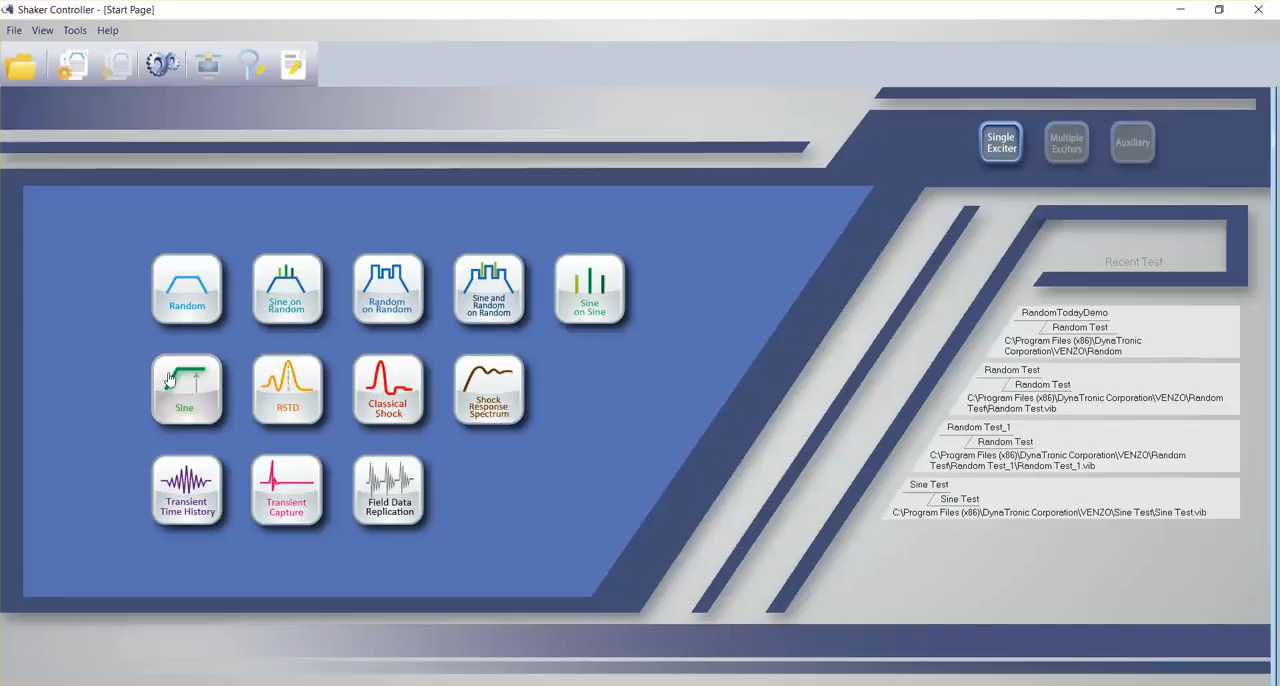 Shaker Controller - [Start Page]
File View Tools Help
Single
Exciter
Multiple
Exciters
Auxiliary
Random
Sine on
Random
Random
on Random
Sine and
Random
on Random
Sine
on Sine
Sine
RSTD
Classical
Shock
Shock
Response
Spectrum
Transient
Time History
Transient
Capture
Field Data
Replication
Recent Test
RandomTodayDemo
Random Test
C:\Program Files (x86)\DynaTronic
Corporation\VENZO\Random
Random Test
Random Test
C:\Program Files (x86)\DynaTronic Corporation\VENZO\Random
Test\Random Test.vib
Random Test_1
Random Test
C:\Program Files (x86)\DynaTronic Corporation\VENZO\Random
Test\Random Test_1\Random Test_1.vib
Sine Test
Sine Test
C:\Program Files (x86)\DynaTronic Corporation\VENZO\Sine Test\Sine Test.vib